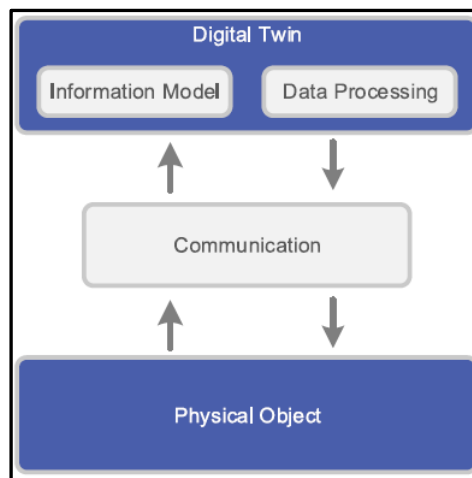 Digital Twin
Information Model
Data Processing
Communication
Physical Object